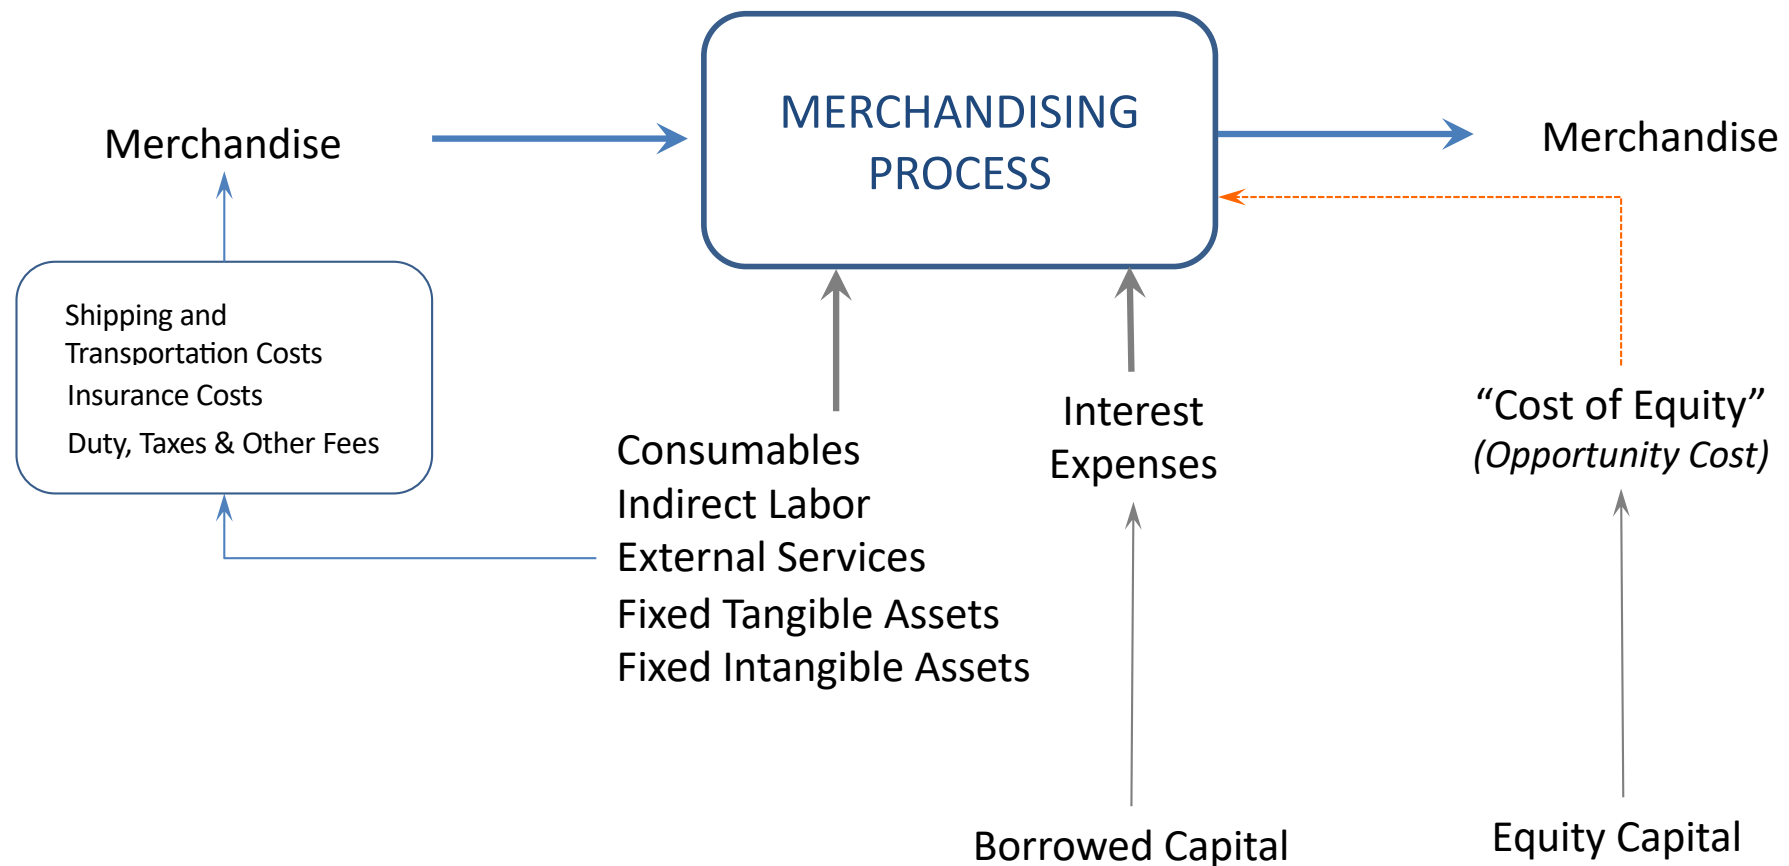 MERCHANDISING
PROCESS
Merchandise
Merchandise
Shipping and
Transportation Costs
Insurance Costs
Duty, Taxes & Other Fees
Consumables
Indirect Labor
External Services
Fixed Tangible Assets
Fixed Intangible Assets
Interest
Expenses
“Cost of Equity”
(Opportunity Cost)
Borrowed Capital
Equity Capital